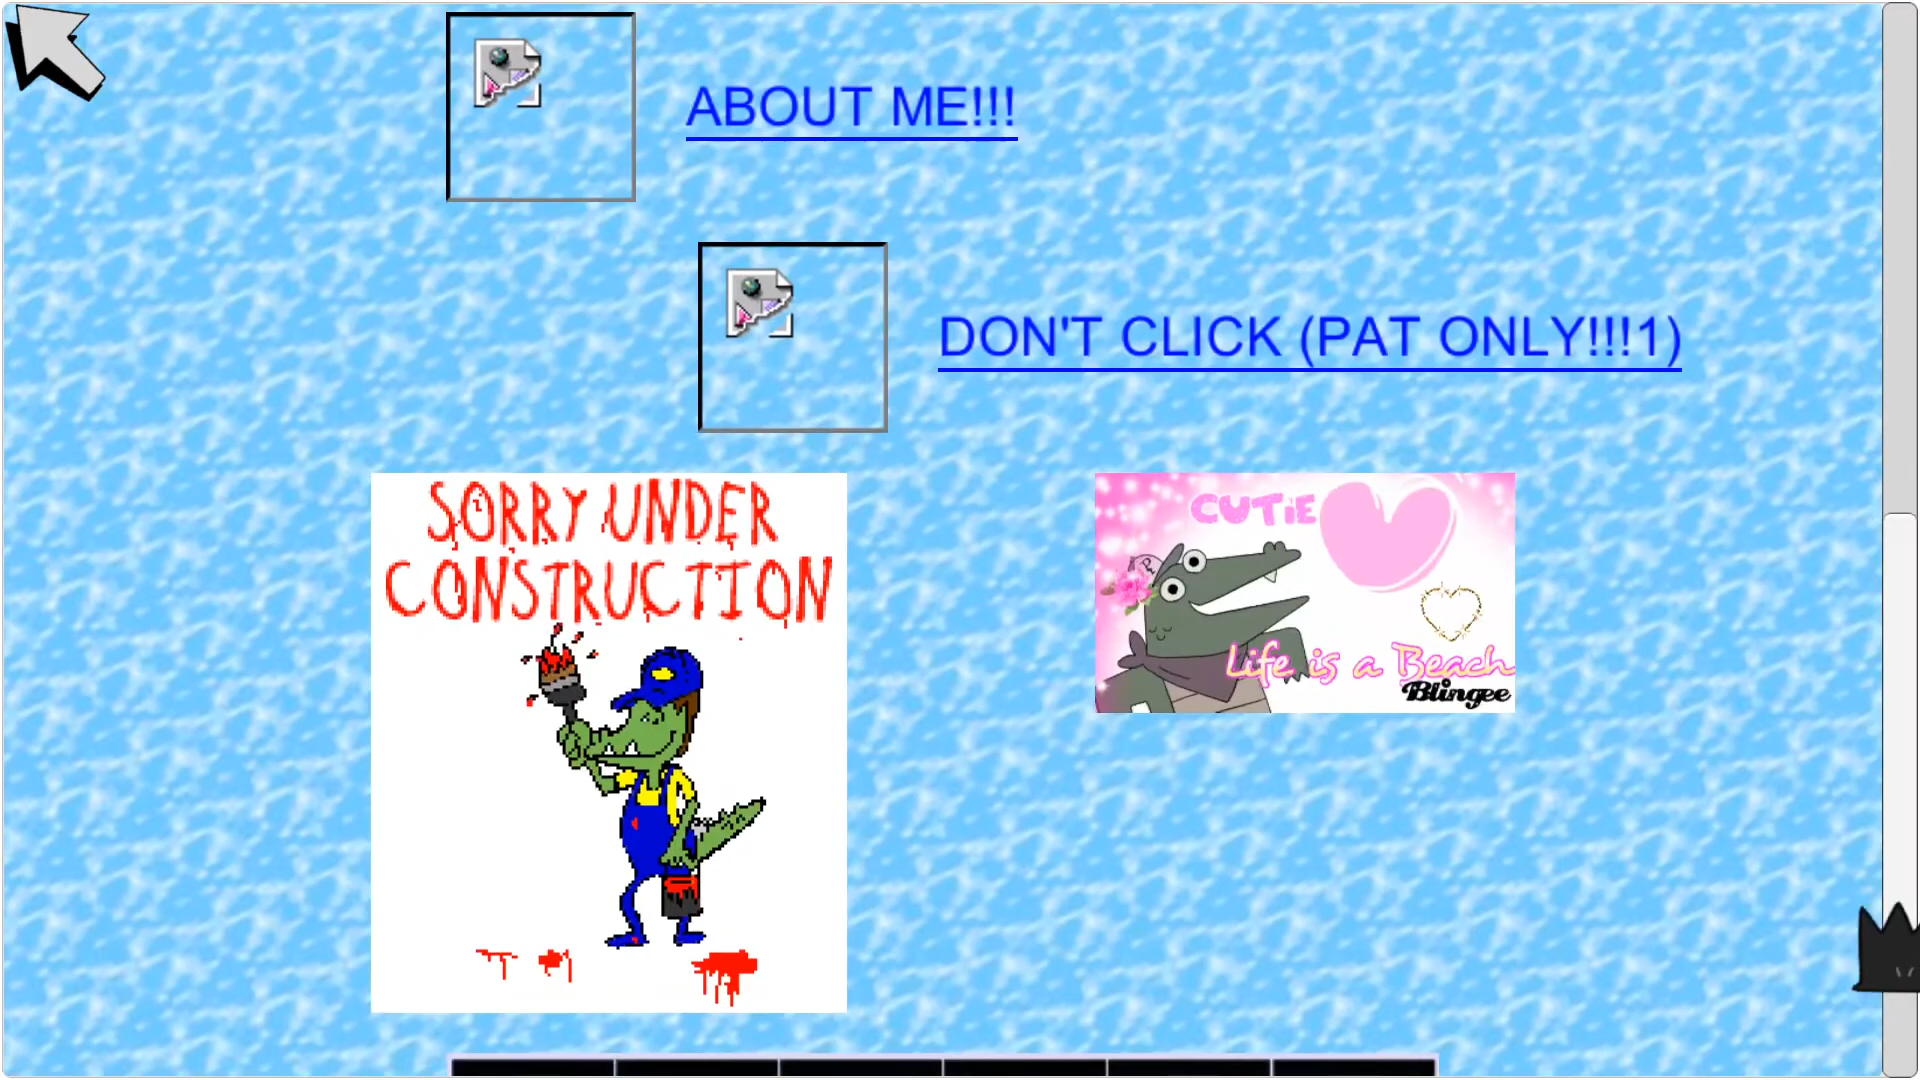 ABOUT ME!!!
DON'T CLICK (PAT ONLY!!!1)
SORRY UNDER
CONSTRUCTION
CUTiE
Life is a Beach
Blingee